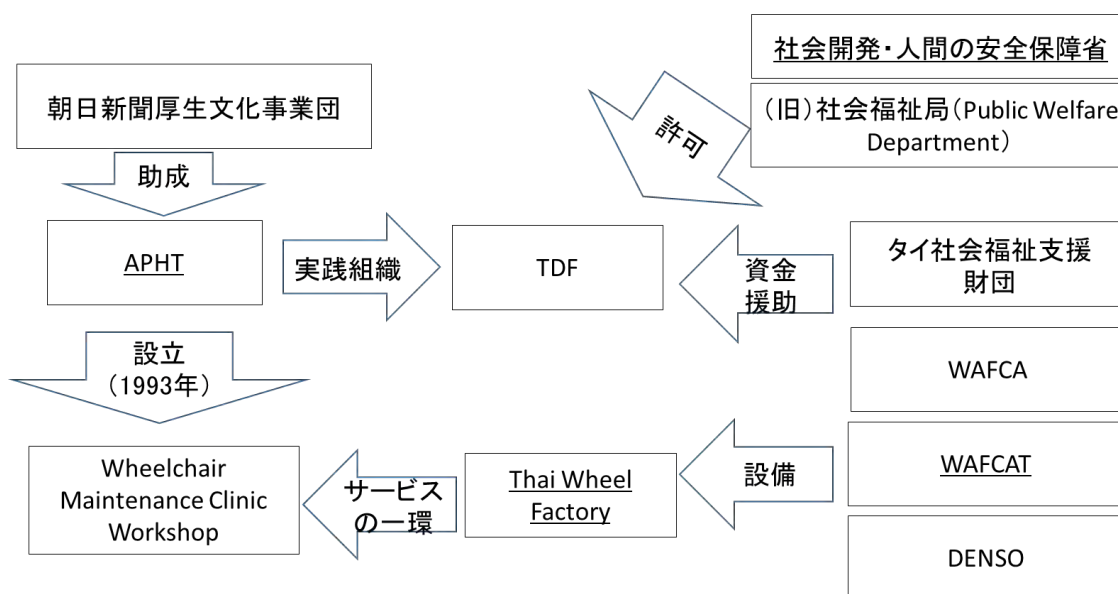 社会開発・人間の安全保障省
朝日新聞厚生文化事業団
（旧）社会福祉局（Public Welfare
Department）
許可
助成
APHT
実践組織
TDF
資金
援助
タイ社会福祉支援
財団
設立
（1993年）
WAFCA
Wheelchair
Maintenance Clinic
Workshop
サービス
の一環
Thai Wheel
Factory
設備
WAFCAT
DENSO